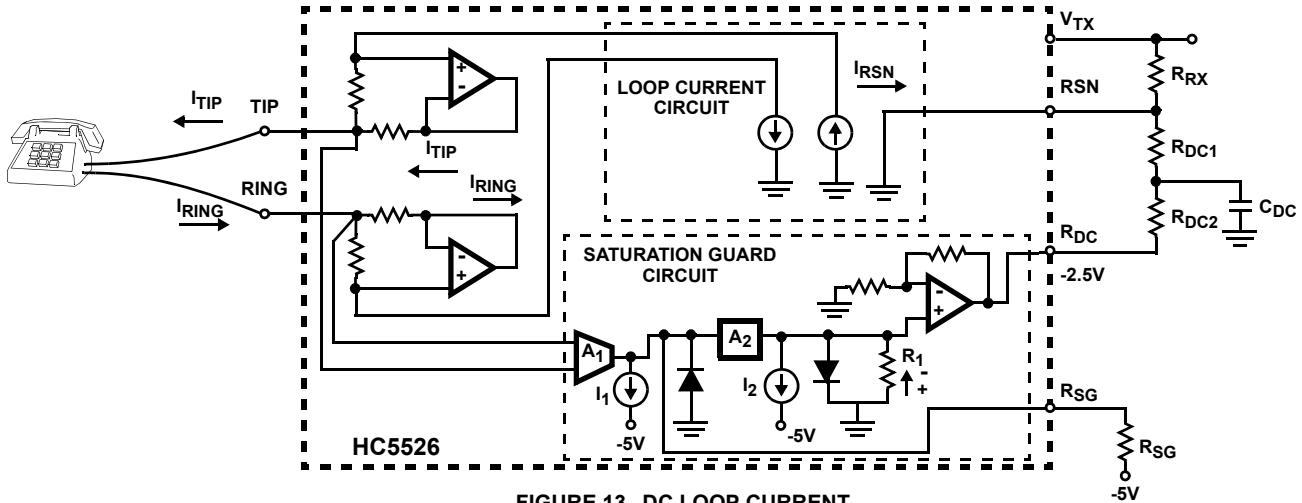 V_TX
I_RSN
R_RX
LOOP CURRENT
CIRCUIT
RSN
I_TIP
TIP
I_TIP
R_DC1
RING
I_RING
I_RING
C_DC
R_DC2
SATURATION GUARD
CIRCUIT
R_DC
-2.5V
-
+
+
-
-
+
-
+
A_1
A_2
R_1
-
+
I_1
I_2
-5V
-5V
R_SG
R_SG
-5V
HC5526
FIGURE 13. DC LOOP CURRENT